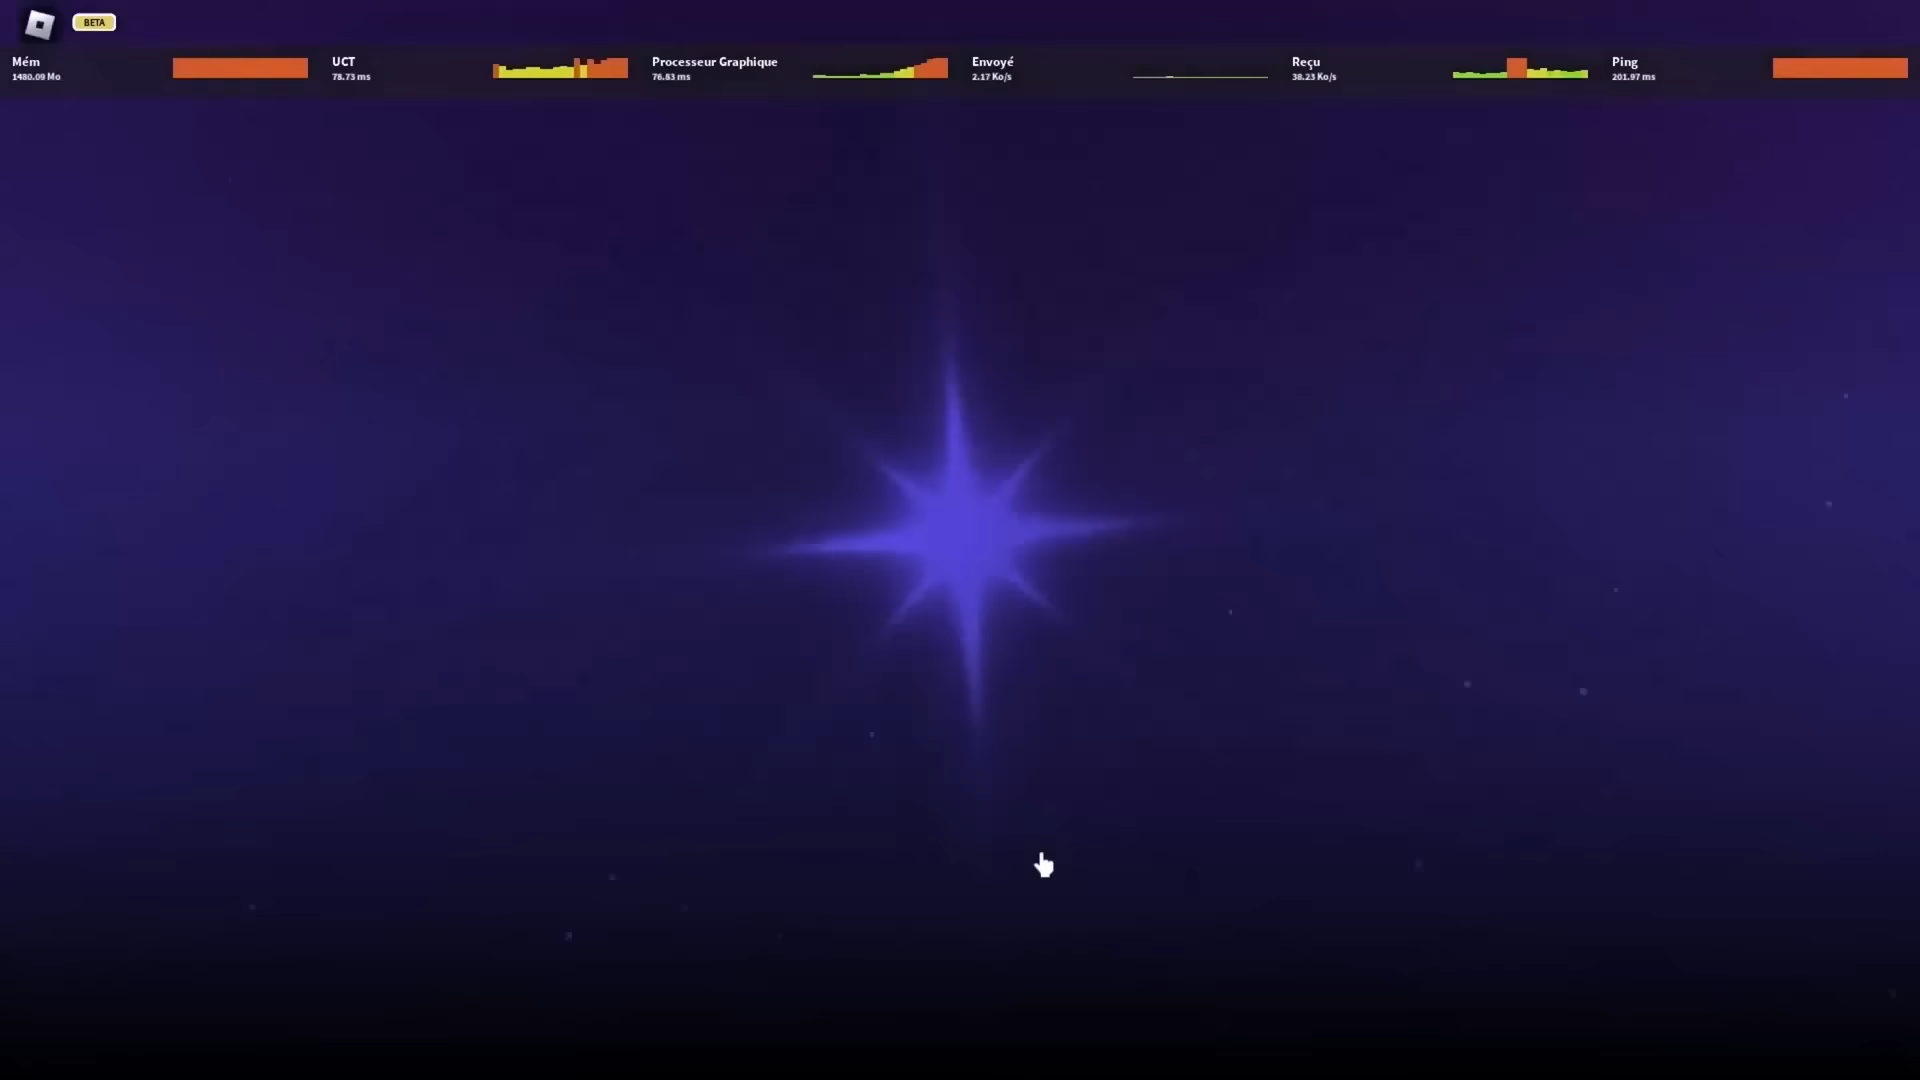 BETA
Mém
1480.09 Mo
UCT
78.73 ms
Processeur Graphique
76.83 ms
Envoyé
2.17 Ko/s
Reçu
38.23 Ko/s
Ping
201.97 ms